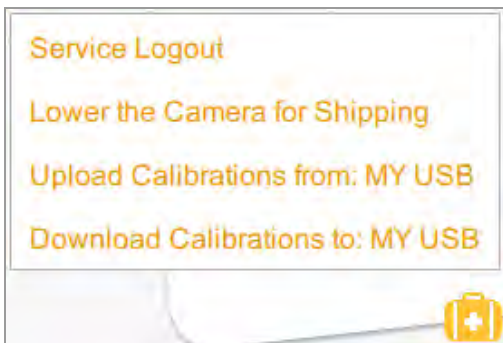 Service Logout
Lower the Camera for Shipping
Upload Calibrations from: MY USB
Download Calibrations to: MY USB